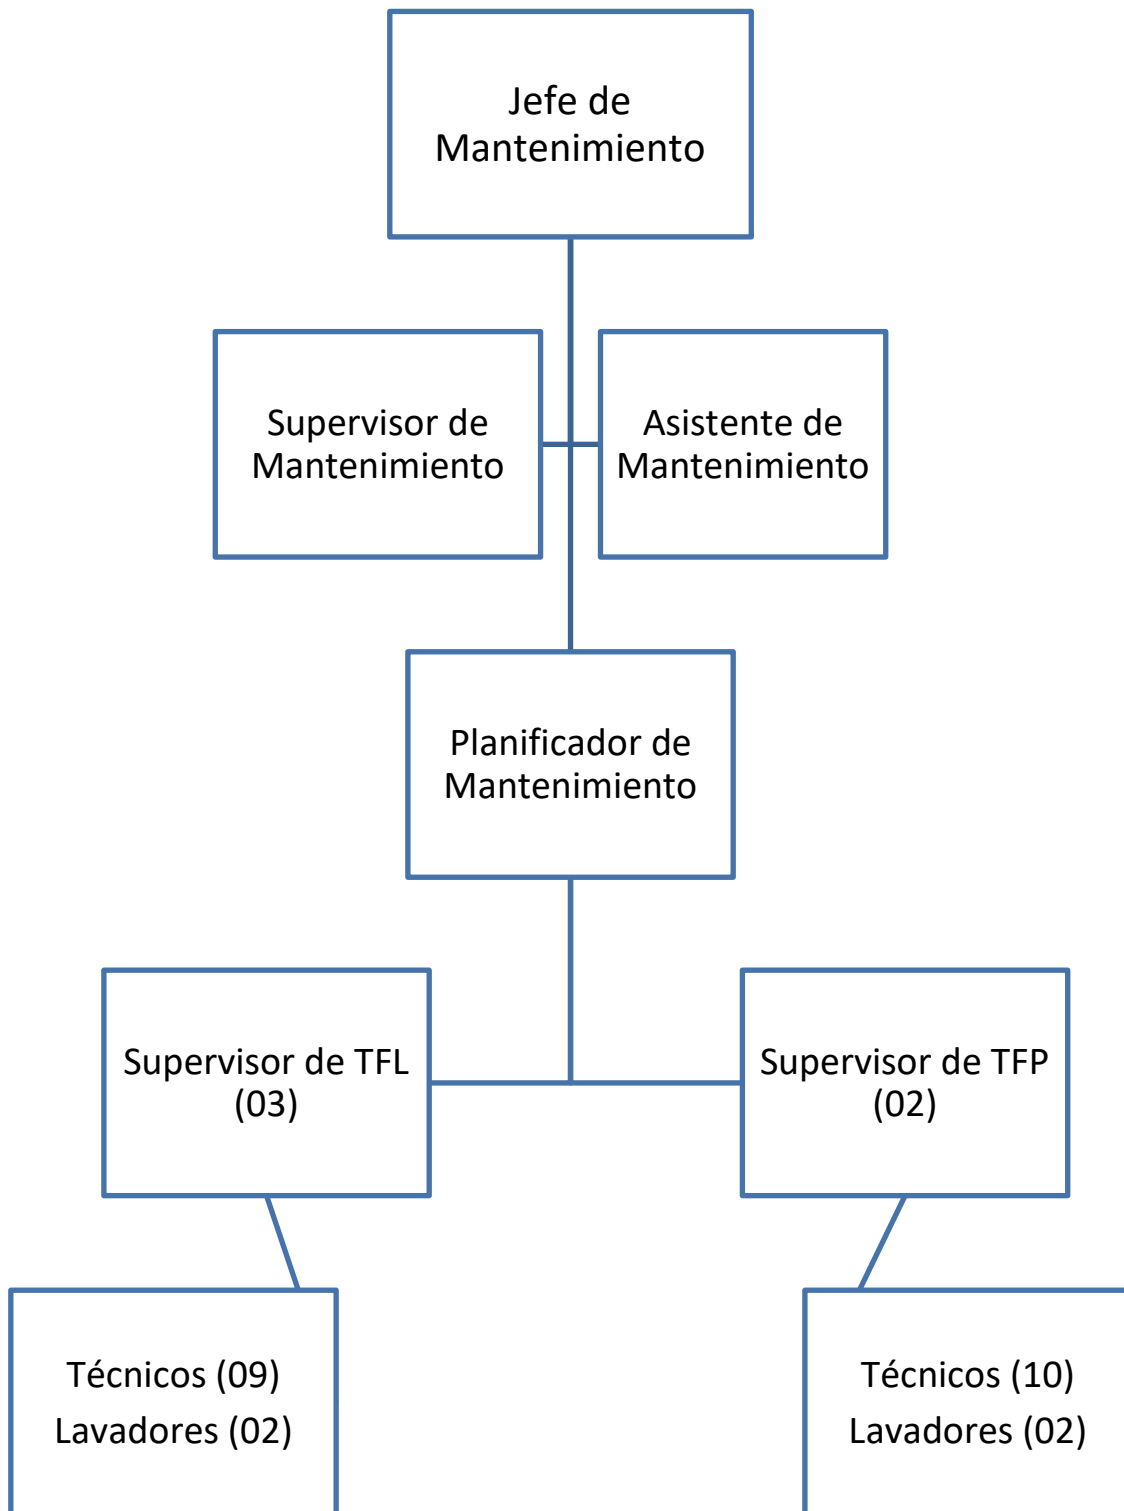 Jefe de
Mantenimiento
Supervisor de
Mantenimiento
Asistente de
Mantenimiento
Planificador de
Mantenimiento
Supervisor de TFL
(03)
Supervisor de TFP
(02)
Técnicos (09)
Lavadores (02)
Técnicos (10)
Lavadores (02)